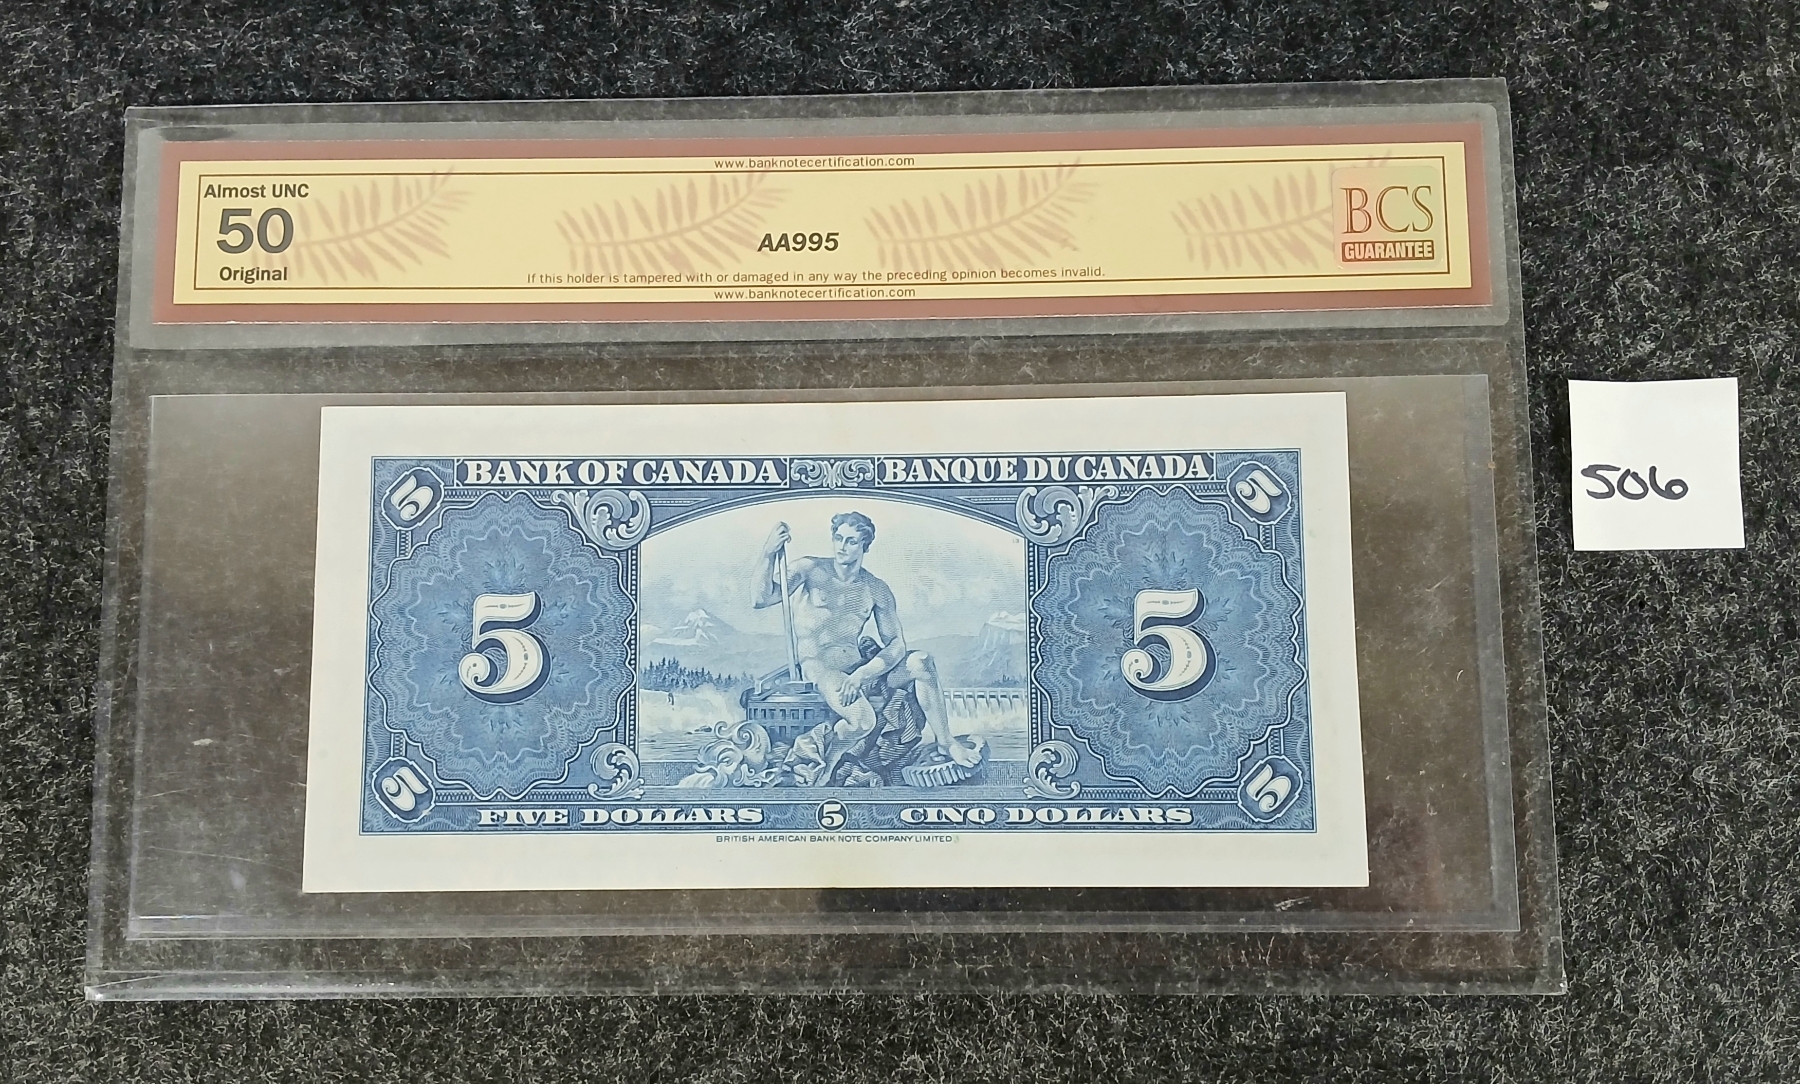 www.banknotecertification.com
Almost UNC
50
Original
AA995
BCS
GUARANTEE
If this holder is tampered with or damaged in any way the preceding opinion becomes invalid.
www.banknotecertification.com
506
5 BANK OF CANADA BANQUE DU CANADA 5
5 5
5 FIVE DOLLARS 5 CINQ DOLLARS 5
BRITISH AMERICAN BANK NOTE COMPANY LIMITED